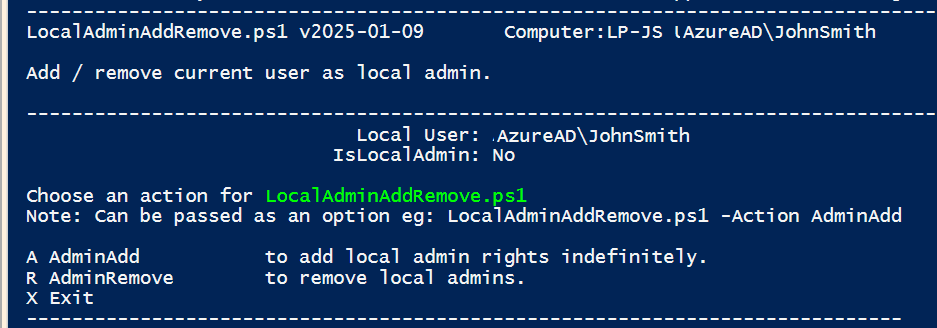 --------------------------------------------------------------------------------
LocalAdminAddRemove.ps1 v2025-01-09       Computer:LP-JS \AzureAD\JohnSmith
Add / remove current user as local admin.
--------------------------------------------------------------------------------
Local User: AzureAD\JohnSmith
IsLocalAdmin: No
Choose an action for LocalAdminAddRemove.ps1
Note: Can be passed as an option eg: LocalAdminAddRemove.ps1 -Action AdminAdd
A AdminAdd           to add local admin rights indefinitely.
R AdminRemove        to remove local admins.
X Exit
-----------------------------------------------------------------------------